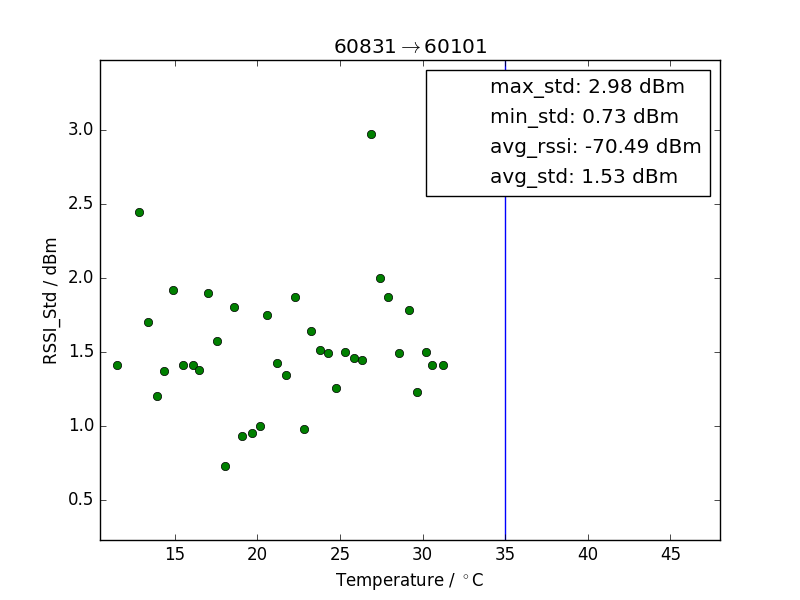 60831→60101
max_std: 2.98 dBm
min_std: 0.73 dBm
avg_rssi: -70.49 dBm
avg_std: 1.53 dBm
3.0
2.5
2.0
1.5
1.0
0.5
RSSI_Std / dBm
15 20 25 30 35 40 45
Temperature / °C